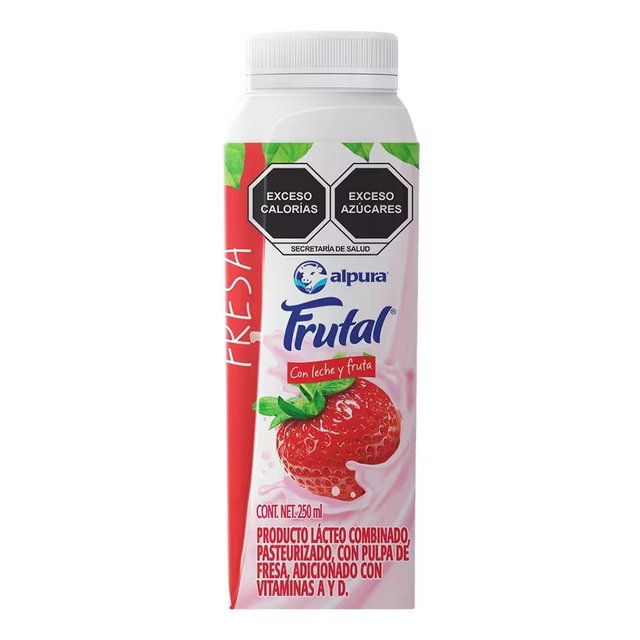 EXCESO
CALORÍAS
EXCESO
AZÚCARES
SECRETARÍA DE SALUD
alpura®
Frutal®
Con leche y fruta
FRESA
CONT. NET. 250 ml
PRODUCTO LÁCTEO COMBINADO,
PASTEURIZADO, CON PULPA DE
FRESA, ADICIONADO CON
VITAMINAS A Y D.